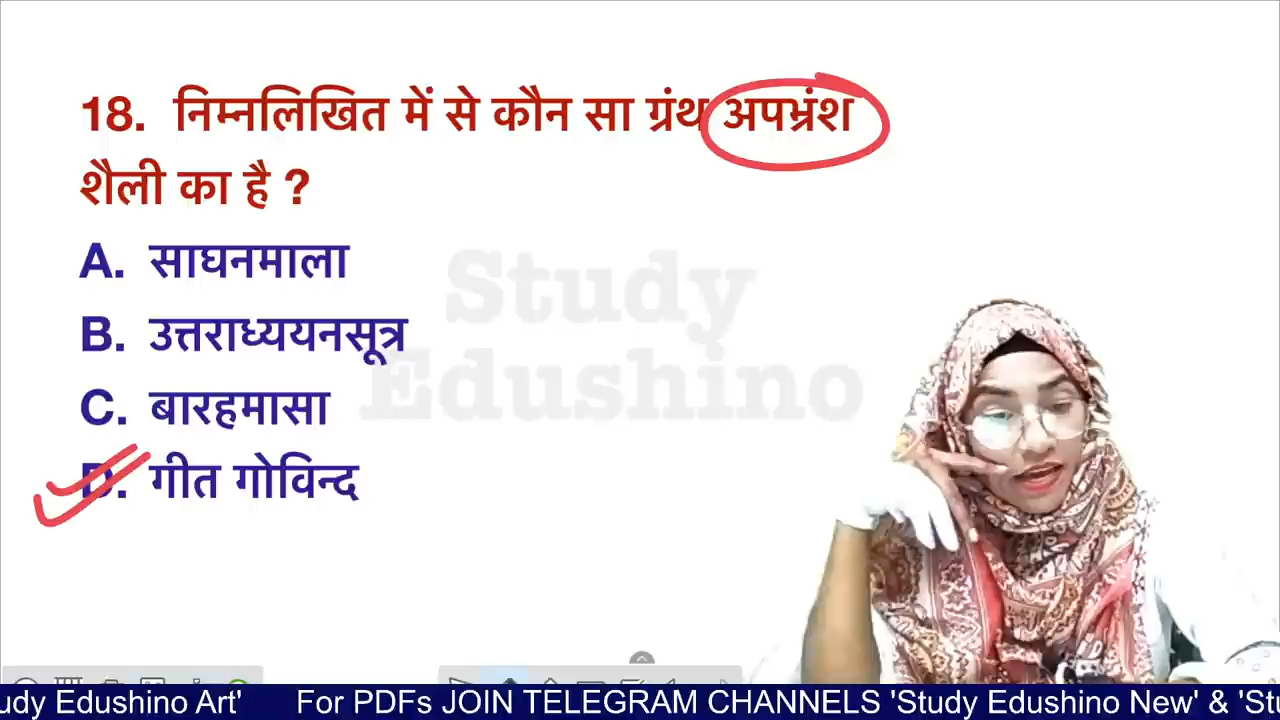 18. निम्नलिखित में से कौन सा ग्रंथ अपभ्रंश
शैली का है ?
A. साघनमाला
B. उत्तराध्ययनसूत्र
C. बारहमासा
D. गीत गोविन्द
Study
Edushino
udy Edushino Art' For PDFs JOIN TELEGRAM CHANNELS 'Study Edushino New' & 'St